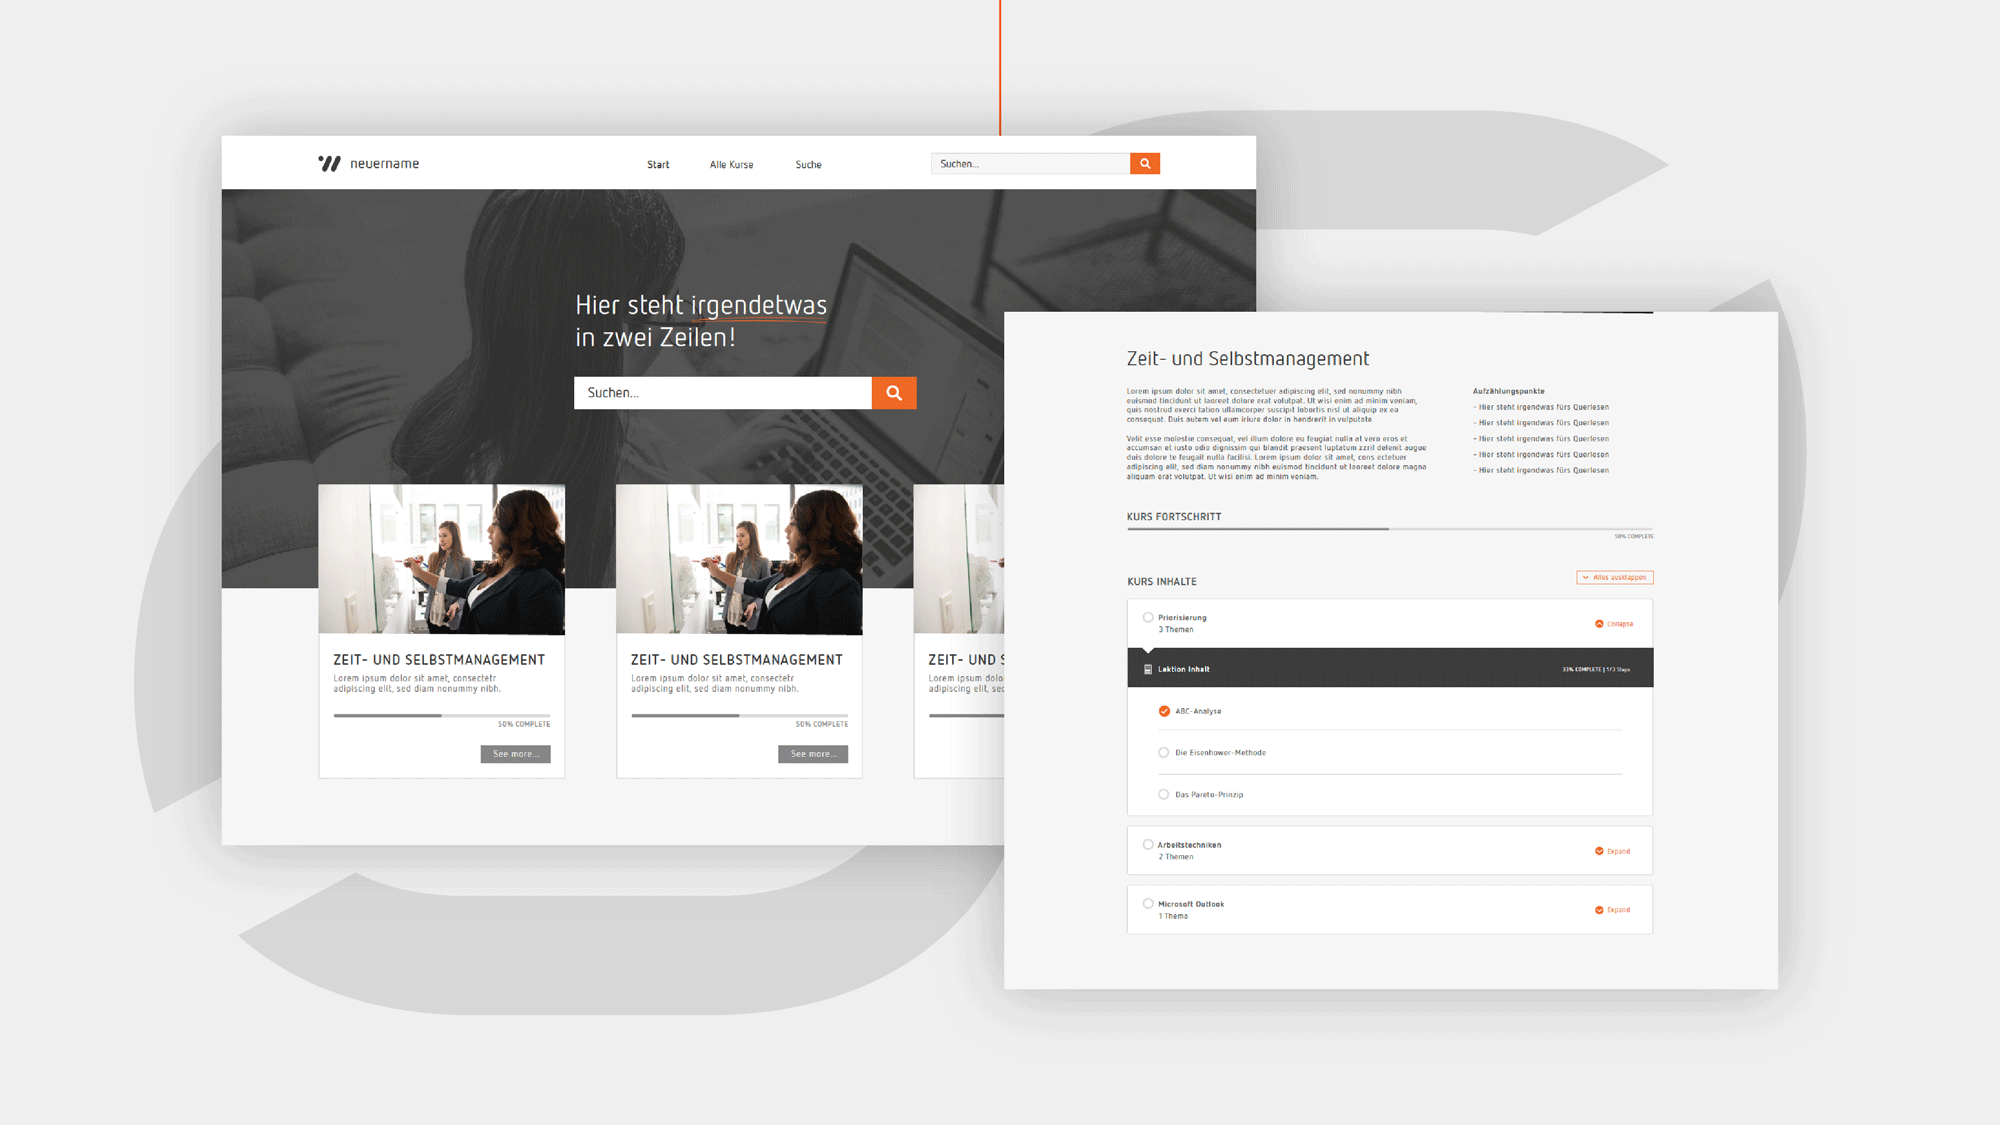 neuername
Start
Alle Kurse
Suche
Suchen...
Hier steht irgendetwas
in zwei Zeilen!
Suchen...
ZEIT- UND SELBSTMANAGEMENT
Lorem ipsum dolor sit amet, consectetr
adipiscing elit, sed diam nonummy nibh.
50% COMPLETE
See more...
ZEIT- UND SELBSTMANAGEMENT
Lorem ipsum dolor sit amet, consectetr
adipiscing elit, sed diam nonummy nibh.
50% COMPLETE
See more...
ZEIT- UND S
Lorem ipsum dolo
adipiscing elit, sed
Zeit- und Selbstmanagement
Lorem ipsum dolor sit amet, consectetuer adipiscing elit, sed nonummy nibh
euismod tincidunt ut laoreet dolore erat volutpat. Ut wisi enim ad minim veniam,
quis nostrud exerci tation ullamcorper suscipit lobortis nisl ut aliquip ex ea
consequat. Duis autem vel eum iriure dolor in hendrerit in vulputate
Velit esse molestie consequat, vel illum dolore eu feugiat nulla at vero eros et
accumsan et iusto odio dignissim qui blandit praesent luptatum zzril delenit augue
duis dolore te feugait nulla facilisi. Lorem ipsum dolor sit amet, cons ectetuer
adipiscing elit, sed diam nonummy nibh euismod tincidunt ut laoreet dolore magna
aliquam erat volutpat. Ut wisi enim ad minim veniam.
Aufzählungspunkte
- Hier steht irgendwas fürs Querlesen
- Hier steht irgendwas fürs Querlesen
- Hier steht irgendwas fürs Querlesen
- Hier steht irgendwas fürs Querlesen
- Hier steht irgendwas fürs Querlesen
KURS FORTSCHRITT
50% COMPLETE
KURS INHALTE
Alles ausklappen
Priorisierung
3 Themen
Collapse
Lektion Inhalt
33% COMPLETE | 1/3 Steps
ABC-Analyse
Die Eisenhower-Methode
Das Pareto-Prinzip
Arbeitstechniken
2 Themen
Expand
Microsoft Outlook
1 Thema
Expand